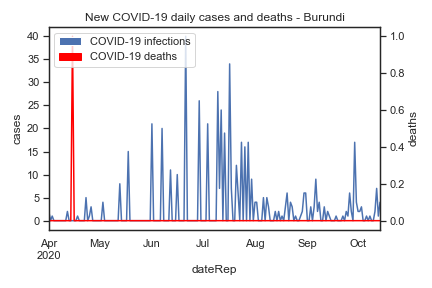 New COVID-19 daily cases and deaths - Burundi
COVID-19 infections
COVID-19 deaths
40
35
30
25
20
15
10
5
0
cases
1.0
0.8
0.6
0.4
0.2
0.0
deaths
Apr May Jun Jul Aug Sep Oct
2020
dateRep